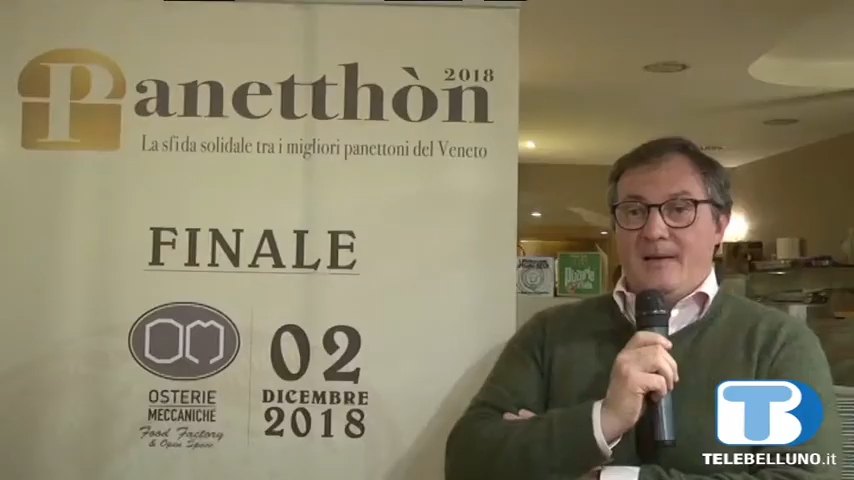 Panetthòn
2018
La sfida solidale tra i migliori panettoni del Veneto
FINALE
OM
OSTERIE
MECCANICHE
Food Factory
& Open Space
02
DICEMBRE
2018
TB
TELEBELLUNO.it